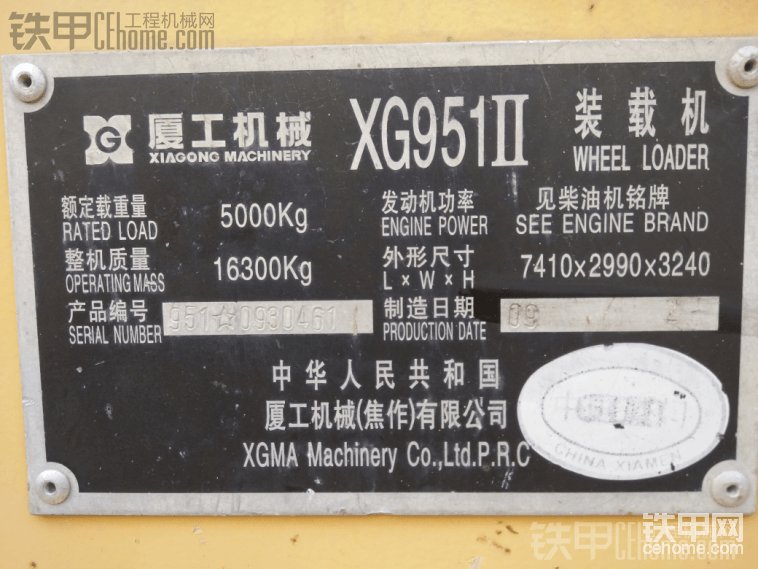 铁甲 工程机械网
CEhome.com
G 厦工机械
XIAGONG MACHINERY
XG951II
装载机
WHEEL LOADER
额定载重量 5000Kg
RATED LOAD
发动机功率 见柴油机铭牌
ENGINE POWER SEE ENGINE BRAND
整机质量 16300Kg
OPERATING MASS
外形尺寸 7410×2990×3240
L×W×H
产品编号 951☆0930461
SERIAL NUMBER
制造日期 09
PRODUCTION DATE
中华人民共和国
厦工机械(焦作)有限公司
XGMA Machinery Co.,Ltd.P.R.C
CHINA XIAMEN
铁甲网
cehome.com